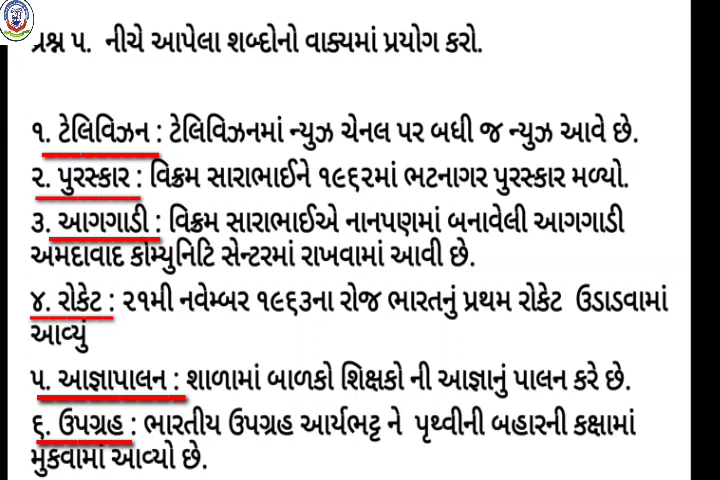 પ્રશ્ન ૫. નીચે આપેલા શબ્દોનો વાક્યમાં પ્રયોગ કરો.
૧. ટેલિવિઝન : ટેલિવિઝનમાં ન્યુઝ ચેનલ પર બધી જ ન્યુઝ આવે છે.
૨. પુરસ્કાર : વિક્રમ સારાભાઈને ૧૯૬૨માં ભટનાગર પુરસ્કાર મળ્યો.
૩. આગગાડી : વિક્રમ સારાભાઈએ નાનપણમાં બનાવેલી આગગાડી
અમદાવાદ કોમ્યુનિટિ સેન્ટરમાં રાખવામાં આવી છે.
૪. રોકેટ : ૨૧મી નવેમ્બર ૧૯૬૩ના રોજ ભારતનું પ્રથમ રોકેટ ઉડાડવામાં
આવ્યું
૫. આજ્ઞાપાલન : શાળામાં બાળકો શિક્ષકો ની આજ્ઞાનું પાલન કરે છે.
૬. ઉપગ્રહ : ભારતીય ઉપગ્રહ આર્યભટ્ટ ને પૃથ્વીની બહારની કક્ષામાં
મુકવામાં આવ્યો છે.